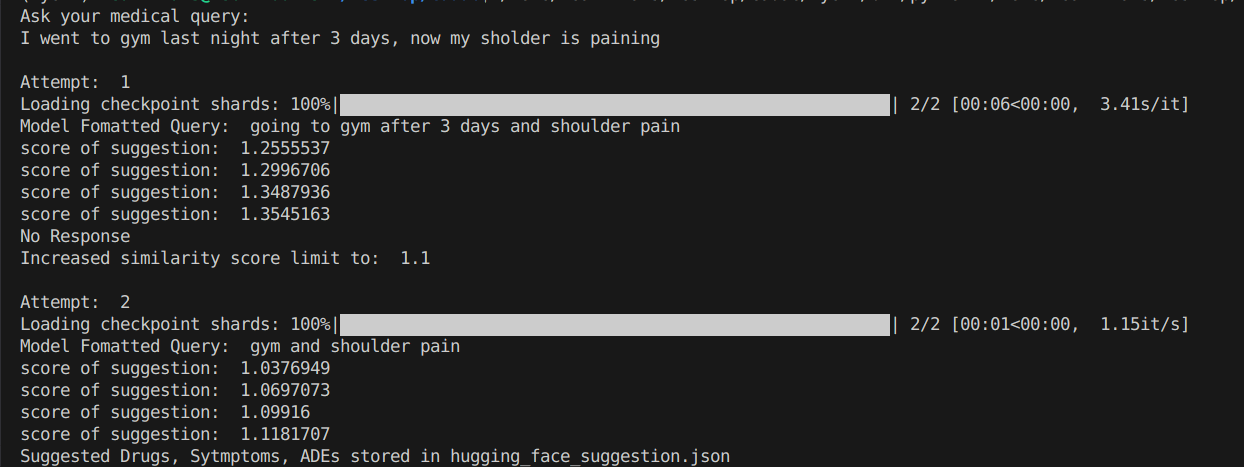 Ask your medical query:
I went to gym last night after 3 days, now my sholder is paining
Attempt:  1
Loading checkpoint shards: 100%| | 2/2 [00:06<00:00,  3.41s/it]
Model Fomatted Query:  going to gym after 3 days and shoulder pain
score of suggestion:  1.2555537
score of suggestion:  1.2996706
score of suggestion:  1.3487936
score of suggestion:  1.3545163
No Response
Increased similarity score limit to:  1.1
Attempt:  2
Loading checkpoint shards: 100%| | 2/2 [00:01<00:00,  1.15it/s]
Model Fomatted Query:  gym and shoulder pain
score of suggestion:  1.0376949
score of suggestion:  1.0697073
score of suggestion:  1.09916
score of suggestion:  1.1181707
Suggested Drugs, Sytmptoms, ADEs stored in hugging_face_suggestion.json